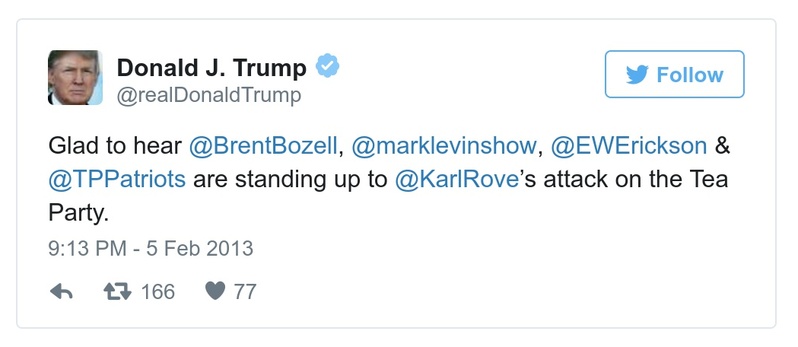 Donald J. Trump
@realDonaldTrump
Follow
Glad to hear @BrentBozell, @marklevinshow, @EWErickson &
@TPPatriots are standing up to @KarlRove’s attack on the Tea
Party.
9:13 PM - 5 Feb 2013
166 77